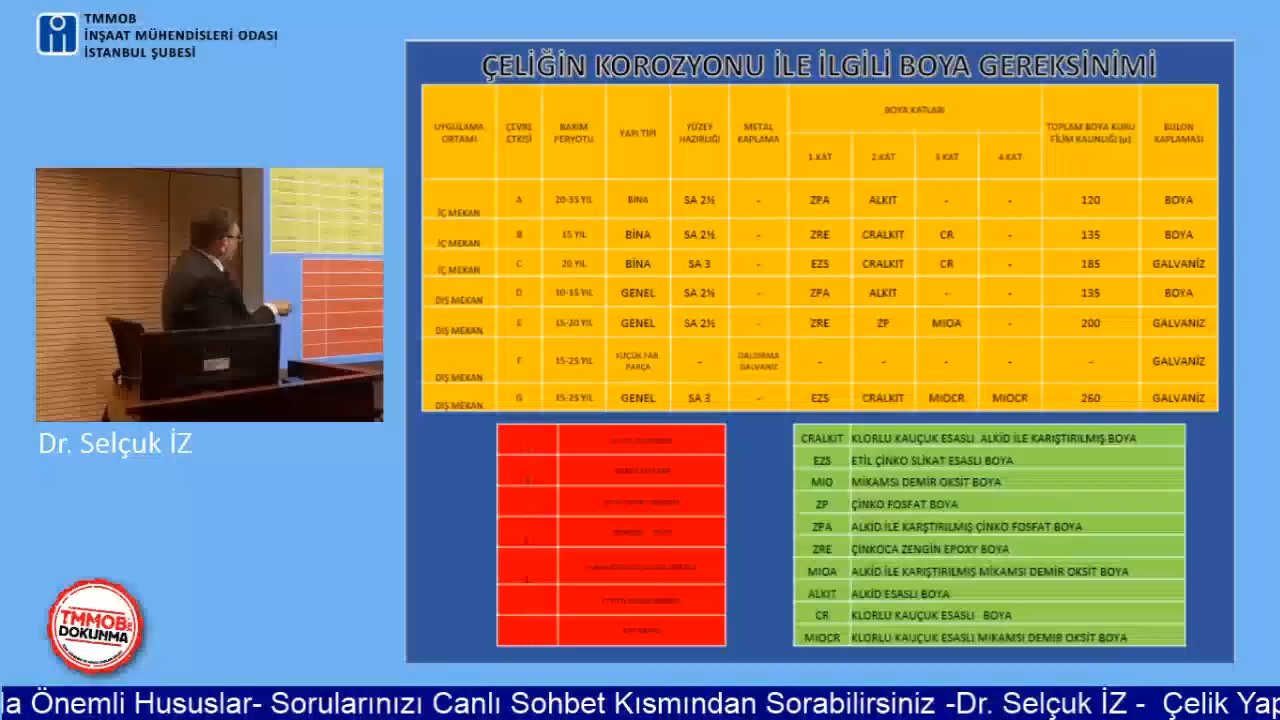 TMMOB
İNŞAAT MÜHENDİSLERİ ODASI
İSTANBUL ŞUBESİ
ÇELİĞİN KOROZYONU İLE İLGİLİ BOYA GEREKSİNİMİ
UYGULAMA ORTAMI ÇEVRE ETKİSİ BAKIM PERYOTU YAPI TİPİ YÜZEY HAZIRLIĞI METAL KAPLAMA BOYA KATLARI TOPLAM BOYA KURU FİLİM KALINLIĞI (µ) BULON KAPLAMASI
1.KAT 2.KAT 3.KAT 4.KAT
İÇ MEKAN A 20-35 YIL BİNA SA 2½ - ZPA ALKIT - - 120 BOYA
İÇ MEKAN B 15 YIL BİNA SA 2½ - ZRE CRALKIT CR - 135 BOYA
İÇ MEKAN C 20 YIL BİNA SA 3 - EZS CRALKIT CR - 185 GALVANİZ
DIŞ MEKAN D 10-15 YIL GENEL SA 2½ - ZPA ALKIT - - 135 BOYA
DIŞ MEKAN E 15-20 YIL GENEL SA 2½ - ZRE ZP MIOA - 200 GALVANİZ
DIŞ MEKAN F 15-25 YIL KÜÇÜK FAB. PARÇA - DALDIRMA GALVANİZ - - - - - GALVANİZ
DIŞ MEKAN G 15-25 YIL GENEL SA 3 - EZS CRALKIT MIOCR MIOCR 260 GALVANİZ
CRALKIT KLORLU KAUÇUK ESASLI ALKİD İLE KARIŞTIRILMIŞ BOYA
EZS ETİL ÇİNKO SLİKAT ESASLI BOYA
MIO MİKAMSI DEMİR OKSİT BOYA
ZP ÇİNKO FOSFAT BOYA
ZPA ALKİD İLE KARŞTIRILMIŞ ÇİNKO FOSFAT BOYA
ZRE ÇİNKOCA ZENGİN EPOXY BOYA
MIOA ALKİD İLE KARIŞTIRILMIŞ MİKAMSI DEMİR OKSİT BOYA
ALKIT ALKİD ESASLI BOYA
CR KLORLU KAUÇUK ESASLI BOYA
MIOCR KLORLU KAUÇUK ESASLI MIKAMSI DEMIR OKSIT BOYA
Dr. Selçuk İZ
TMMOB
DOKUNMA
a Önemli Hususlar- Sorularınızı Canlı Sohbet Kısmından Sorabilirsiniz -Dr. Selçuk İZ - Çelik Yap